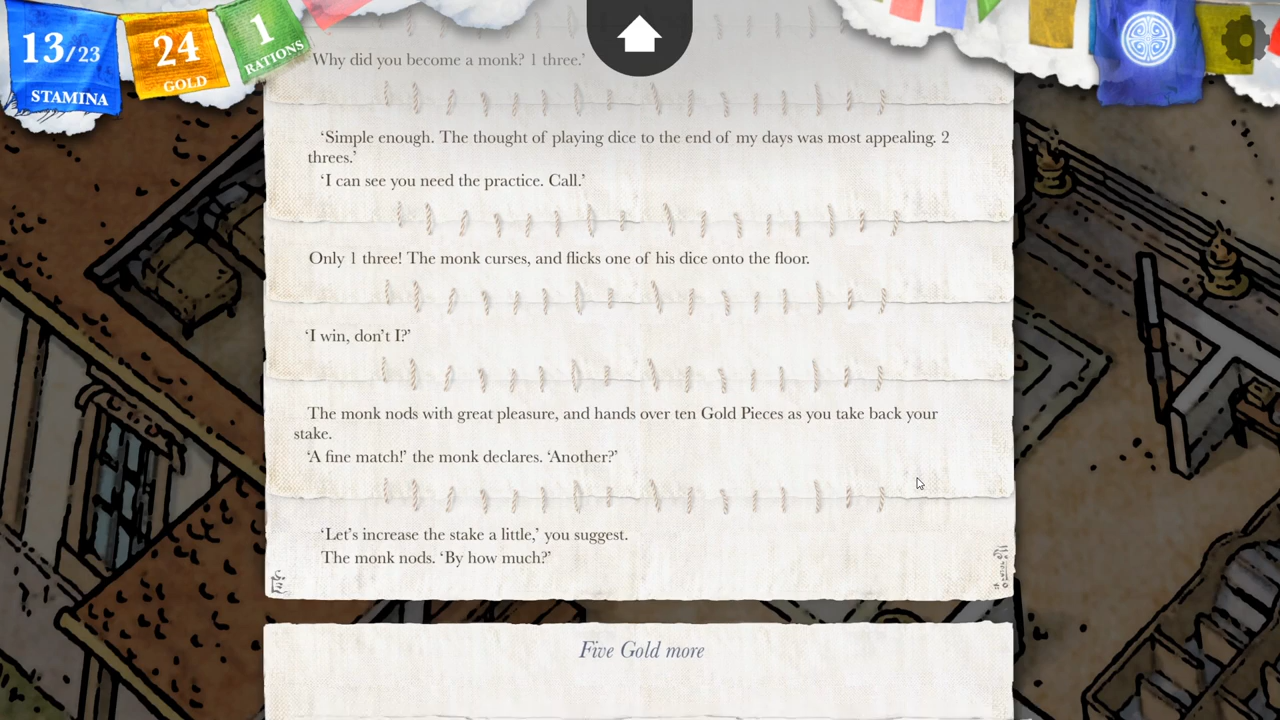 13/23
STAMINA
24
GOLD
1
RATIONS
'Why did you become a monk? 1 three.'
'Simple enough. The thought of playing dice to the end of my days was most appealing. 2
threes.'
'I can see you need the practice. Call.'
Only 1 three! The monk curses, and flicks one of his dice onto the floor.
'I win, don't I?'
The monk nods with great pleasure, and hands over ten Gold Pieces as you take back your
stake.
'A fine match!' the monk declares. 'Another?'
'Let's increase the stake a little,' you suggest.
The monk nods. 'By how much?'
Five Gold more